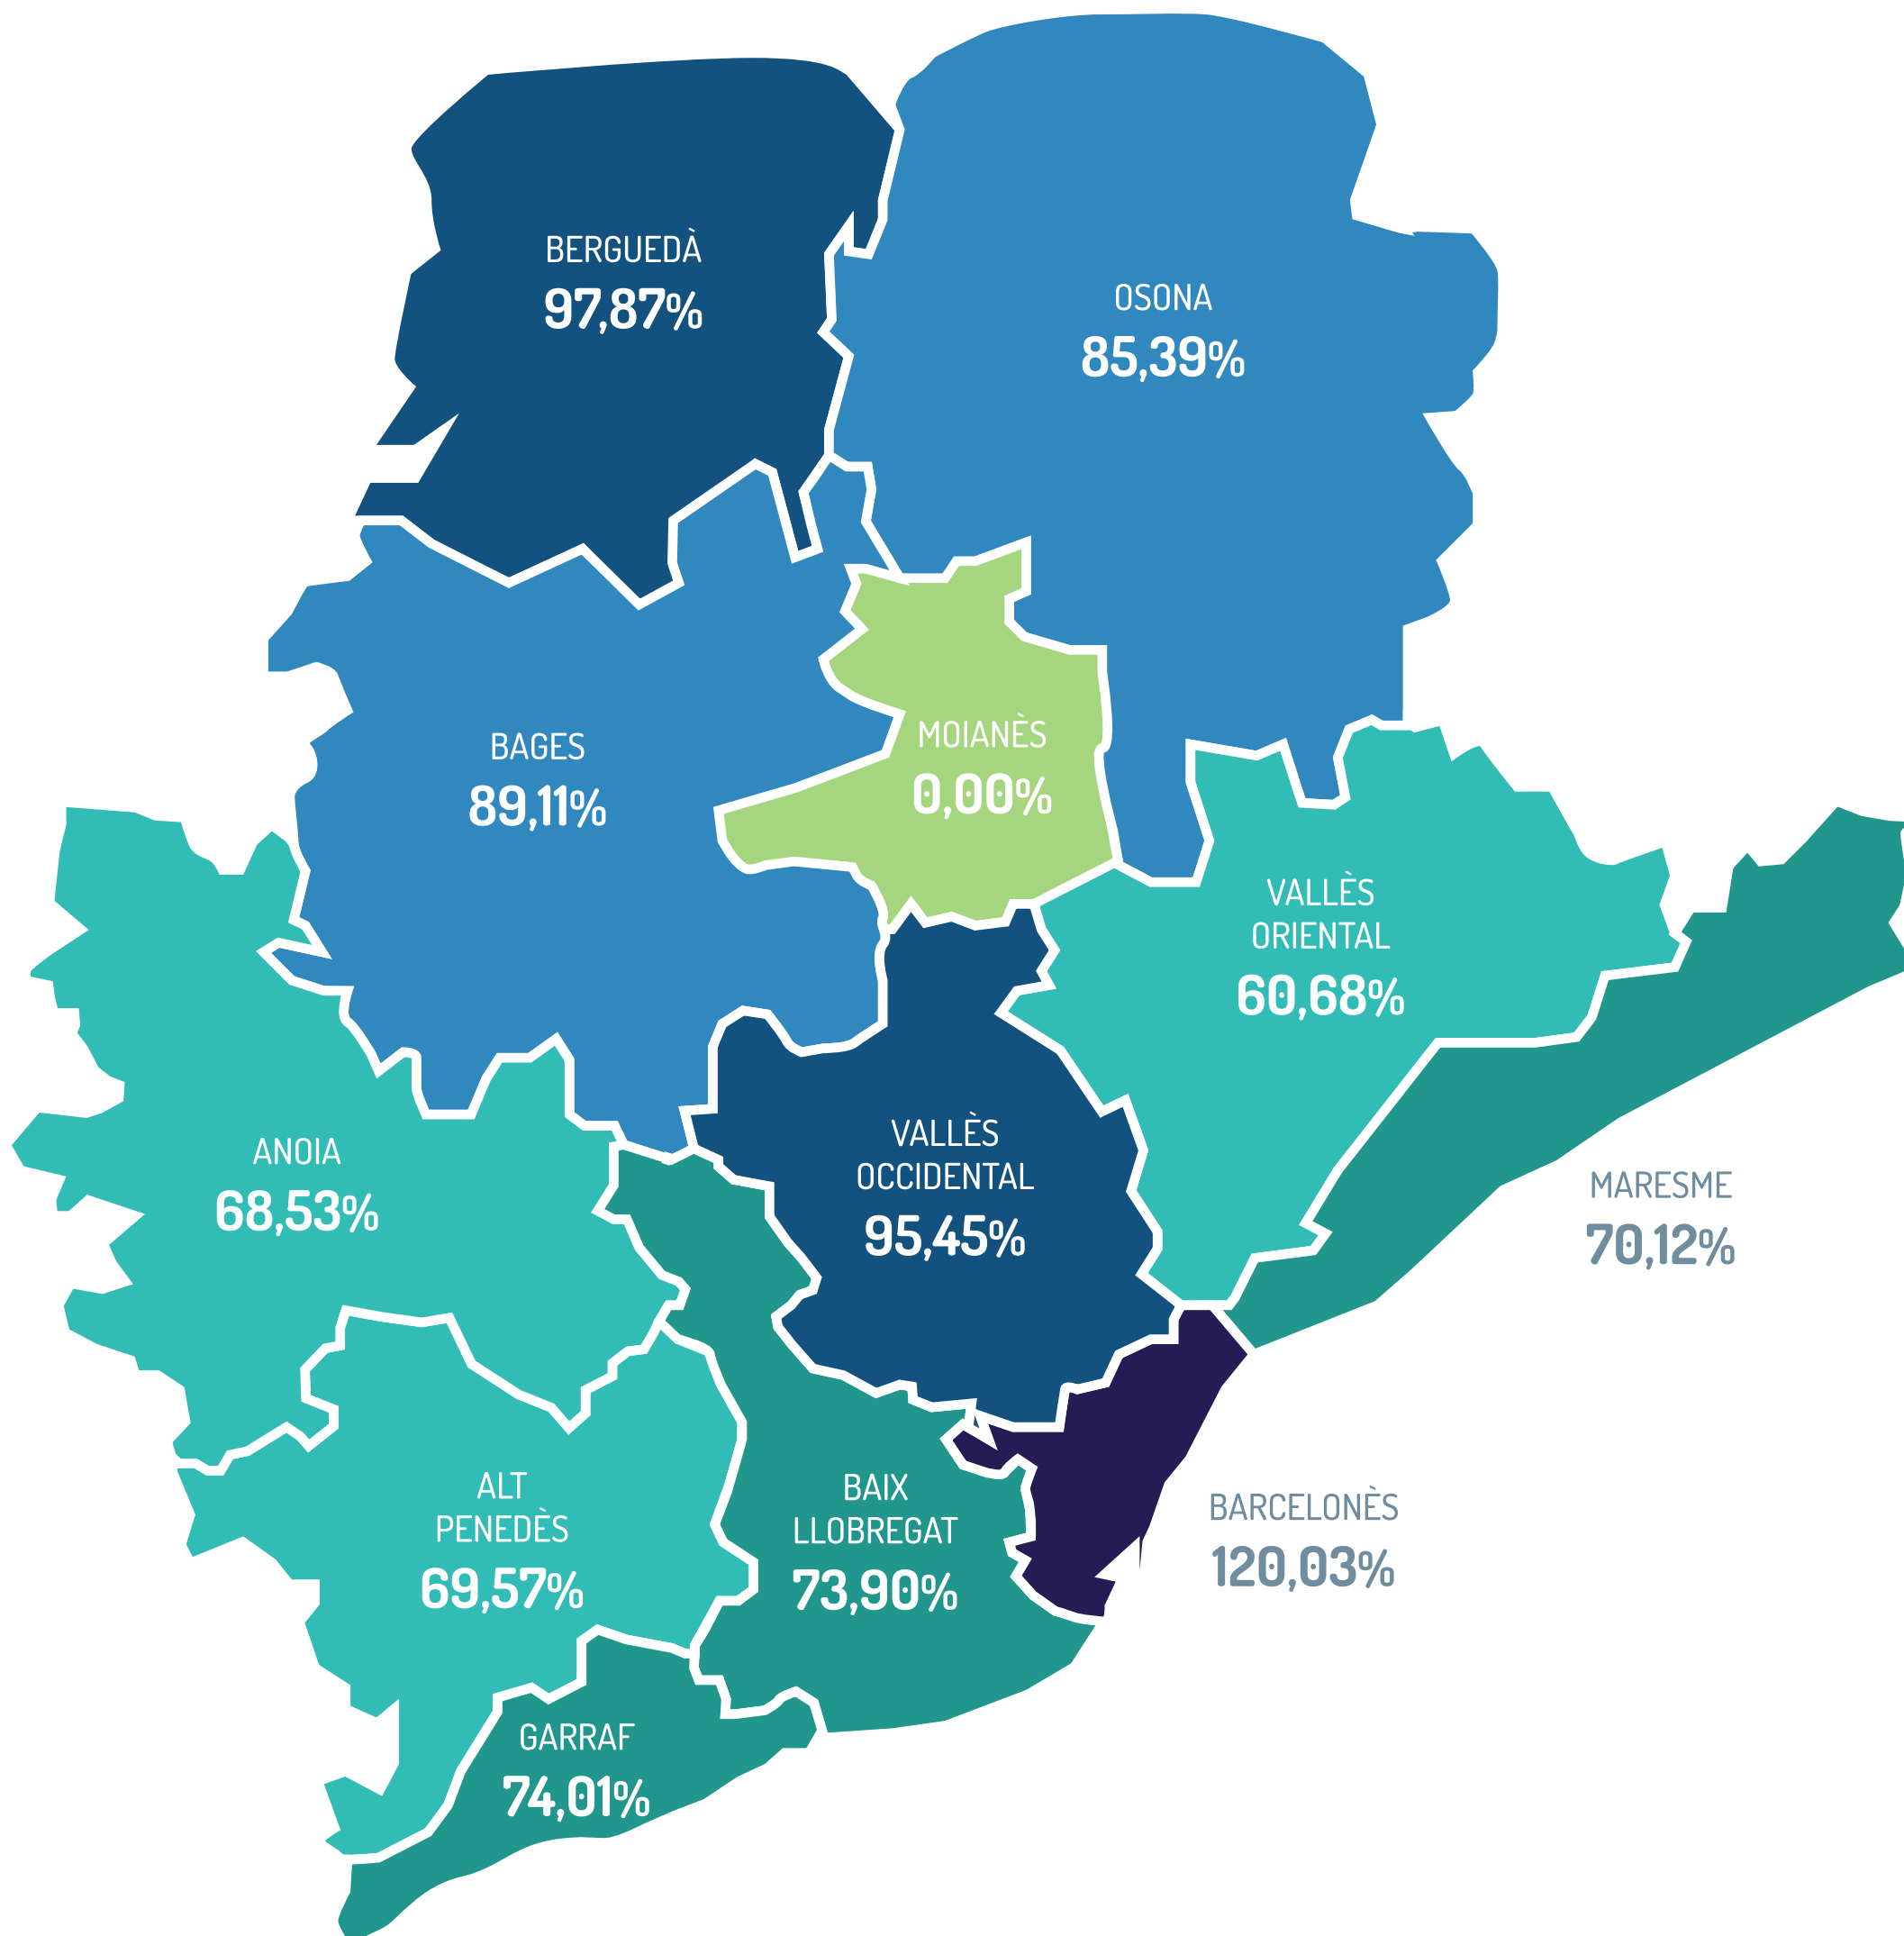 BERGUEDÀ
97,87%
OSONA
85,39%
BAGES
89,11%
MOIANÈS
0,00%
VALLÈS
ORIENTAL
60,68%
ANOIA
68,53%
VALLÈS
OCCIDENTAL
95,45%
MARESME
70,12%
ALT
PENEDÈS
69,57%
BAIX
LLOBREGAT
73,90%
BARCELONÈS
120,03%
GARRAF
74,01%